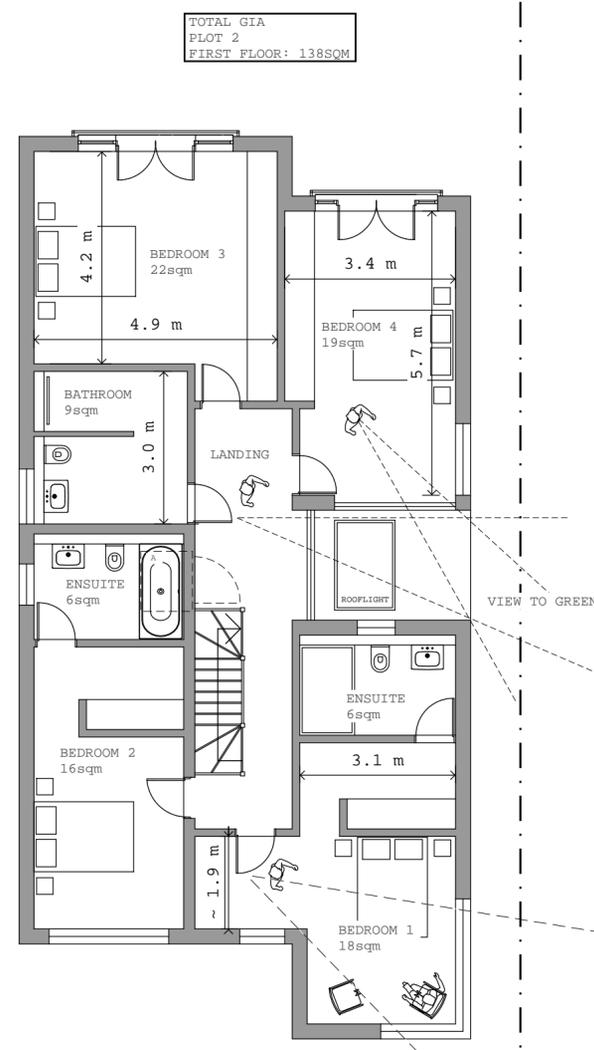 TOTAL GIA
PLOT 2
FIRST FLOOR: 138SQM
4.2 m
BEDROOM 3
22sqm
3.4 m
4.9 m
BEDROOM 4
19sqm
5.7 m
BATHROOM
9sqm
3.0 m
LANDING
A
ENSUITE
6sqm
ROOFLIGHT
VIEW TO GREEN
ENSUITE
6sqm
BEDROOM 2
16sqm
3.1 m
~ 1.9 m
BEDROOM 1
18sqm